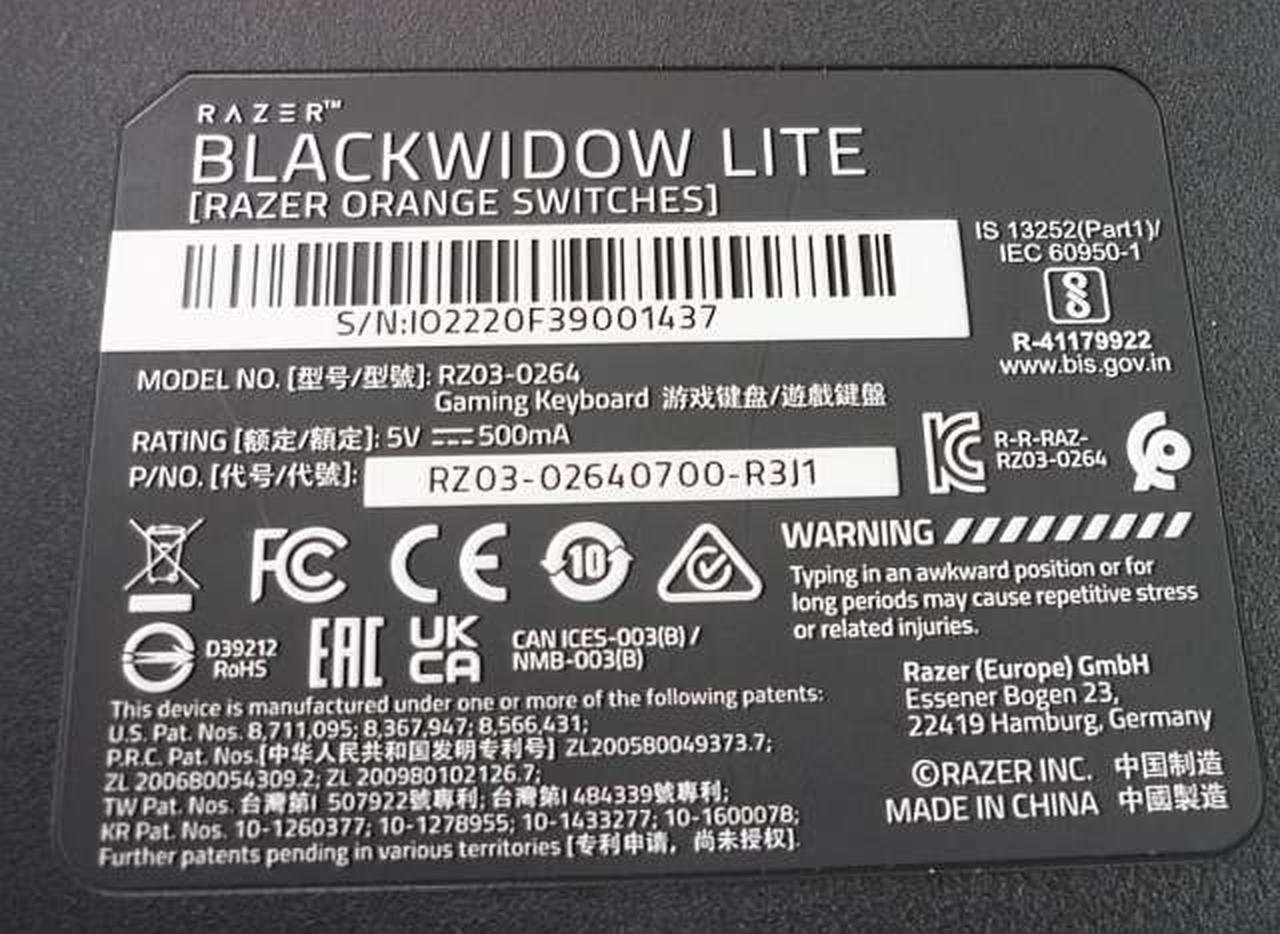 RAZER™
BLACKWIDOW LITE
[RAZER ORANGE SWITCHES]
S/N:IO2220F39001437
IS 13252(Part1)/
IEC 60950-1
R-41179922
www.bis.gov.in
MODEL NO. [型号/型號]: RZ03-0264
Gaming Keyboard 游戏键盘/遊戲鍵盤
RATING [额定/額定]: 5V ⎓ 500mA
P/NO. [代号/代號]: RZ03-02640700-R3J1
R-R-RAZ-
RZ03-0264
FC CE 10
WARNING
Typing in an awkward position or for
long periods may cause repetitive stress
or related injuries.
D39212
RoHS
EAC
UK
CA
CAN ICES-003(B) /
NMB-003(B)
Razer (Europe) GmbH
Essener Bogen 23,
22419 Hamburg, Germany
This device is manufactured under one or more of the following patents:
U.S. Pat. Nos. 8,711,095; 8,367,947; 8,566,431;
P.R.C. Pat. Nos.[中华人民共和国发明专利号] ZL200580049373.7;
ZL 200680054309.2; ZL 200980102126.7;
TW Pat. Nos. 台灣第I 507922號專利; 台灣第I 484339號專利;
KR Pat. Nos. 10-1260377; 10-1278955; 10-1433277; 10-1600078;
Further patents pending in various territories [专利申请，尚未授权].
©RAZER INC. 中国制造
MADE IN CHINA 中國製造